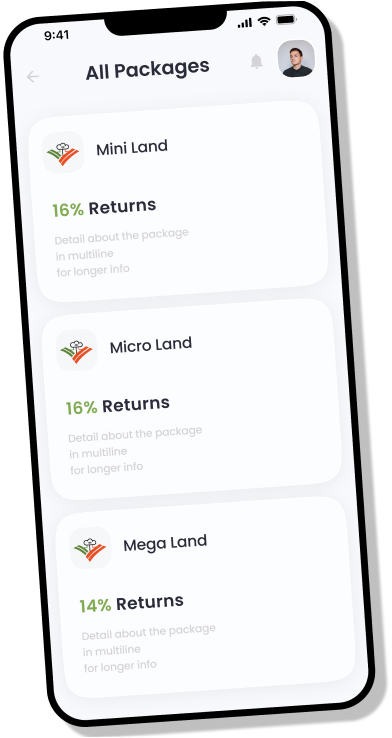 9:41
All Packages
Mini Land
16% Returns
Detail about the package
in multiline
for longer info
Micro Land
16% Returns
Detail about the package
in multiline
for longer info
Mega Land
14% Returns
Detail about the package
in multiline
for longer info